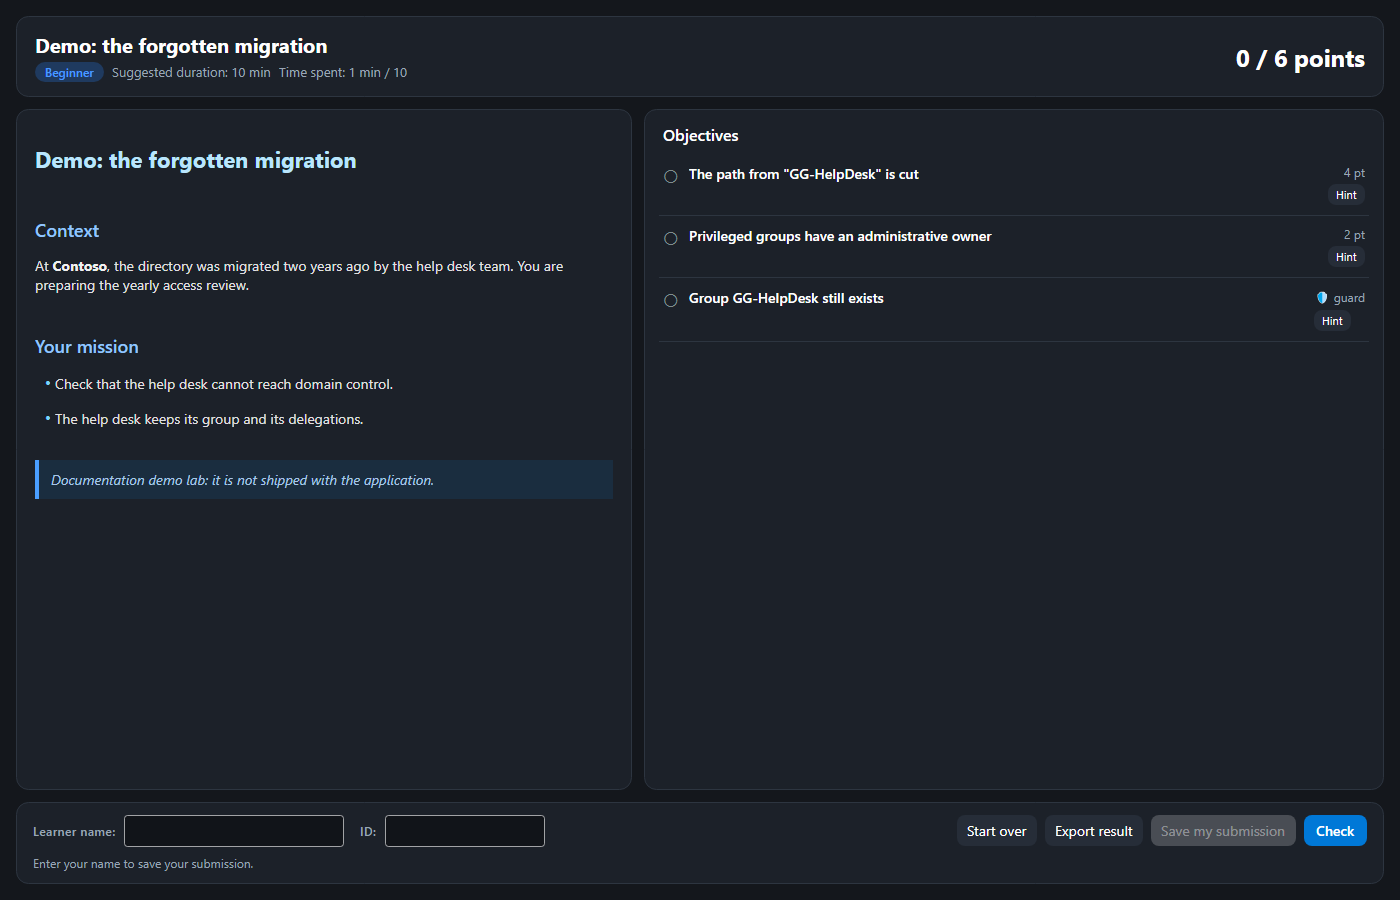 Demo: the forgotten migration
Beginner Suggested duration: 10 min Time spent: 1 min / 10
0 / 6 points
Demo: the forgotten migration
Context
At Contoso, the directory was migrated two years ago by the help desk team. You are
preparing the yearly access review.
Your mission
• Check that the help desk cannot reach domain control.
• The help desk keeps its group and its delegations.
Documentation demo lab: it is not shipped with the application.
Objectives
The path from "GG-HelpDesk" is cut
4 pt
Hint
Privileged groups have an administrative owner
2 pt
Hint
Group GG-HelpDesk still exists
guard
Hint
Learner name: ID:
Start over Export result Save my submission Check
Enter your name to save your submission.